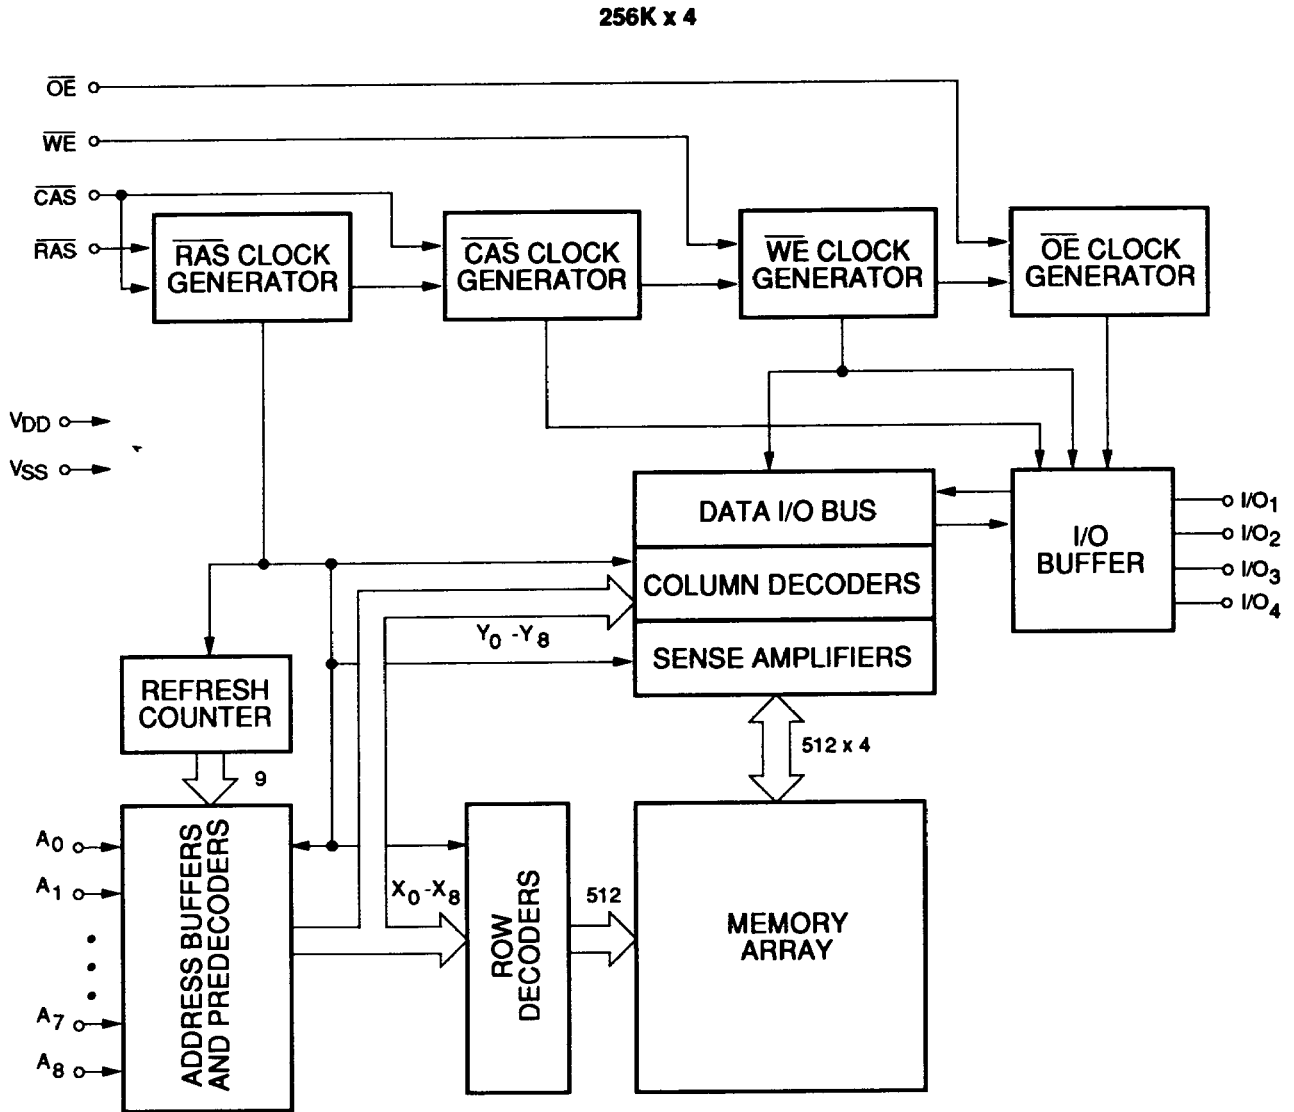 256K x 4
OE
WE
CAS
RAS
RAS CLOCK
GENERATOR
CAS CLOCK
GENERATOR
WE CLOCK
GENERATOR
OE CLOCK
GENERATOR
VDD
VSS
DATA I/O BUS
COLUMN DECODERS
SENSE AMPLIFIERS
I/O
BUFFER
I/O1
I/O2
I/O3
I/O4
Y0 -Y8
REFRESH
COUNTER
9
512 x 4
A0
A1
A7
A8
ADDRESS BUFFERS
AND PREDECODERS
X0 -X8
ROW
DECODERS
512
MEMORY
ARRAY